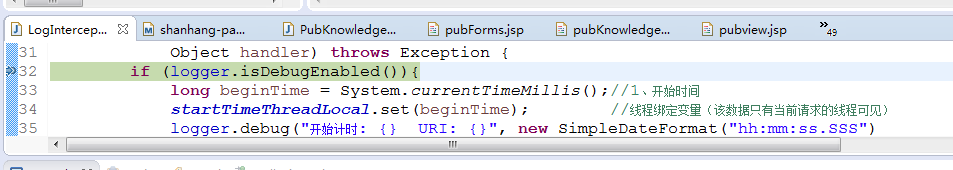 LogIntercep... shanhang-pa... PubKnowledge... pubForms.jsp pubKnowledge... pubview.jsp »49
31 Object handler) throws Exception {
32 if (logger.isDebugEnabled()){
33 long beginTime = System.currentTimeMillis();//1、开始时间
34 startTimeThreadLocal.set(beginTime); //线程绑定变量（该数据只有当前请求的线程可见）
35 logger.debug("开始计时: {} URI: {}", new SimpleDateFormat("hh:mm:ss.SSS")